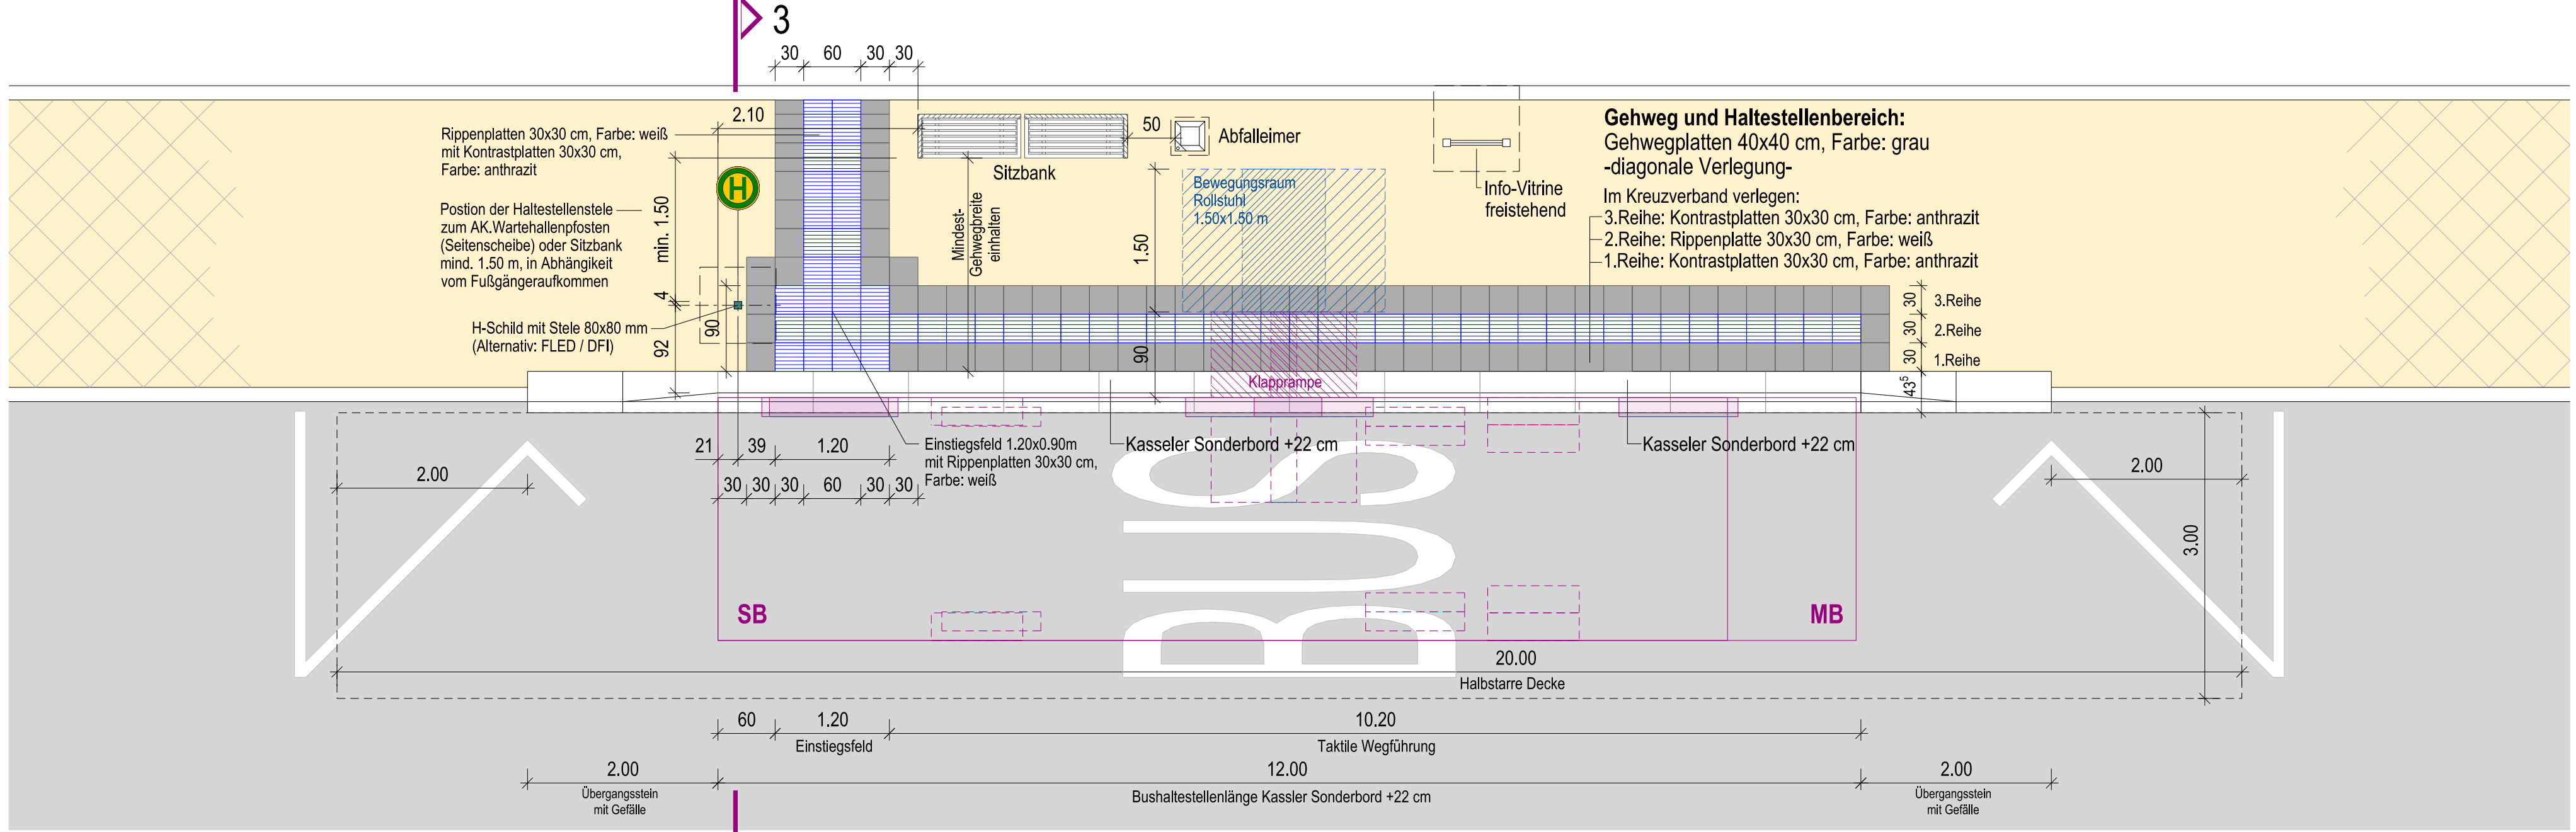 3
30 60 30 30
2.10
Rippenplatten 30x30 cm, Farbe: weiß
mit Kontrastplatten 30x30 cm,
Farbe: anthrazit
H
Postion der Haltestellenstele
zum AK.Wartehallenpfosten
(Seitenscheibe) oder Sitzbank
mind. 1.50 m, in Abhängikeit
vom Fußgängeraufkommen
H-Schild mit Stele 80x80 mm
(Alternativ: FLED / DFI)
min. 1.50
4
92
90
Sitzbank
50
Abfalleimer
Mindest-
Gehwegbreite
einhalten
Bewegungsraum
Rollstuhl
1.50x1.50 m
1.50
90
Klapprampe
Info-Vitrine
freistehend
Gehweg und Haltestellenbereich:
Gehwegplatten 40x40 cm, Farbe: grau
-diagonale Verlegung-
Im Kreuzverband verlegen:
3.Reihe: Kontrastplatten 30x30 cm, Farbe: anthrazit
2.Reihe: Rippenplatte 30x30 cm, Farbe: weiß
1.Reihe: Kontrastplatten 30x30 cm, Farbe: anthrazit
30 3.Reihe
30 2.Reihe
30 1.Reihe
43⁵
21 39 1.20
30 30 30 60 30 30
Einstiegsfeld 1.20x0.90m
mit Rippenplatten 30x30 cm,
Farbe: weiß
Kasseler Sonderbord +22 cm
Kasseler Sonderbord +22 cm
2.00
2.00
3.00
BUS
SB
MB
20.00
Halbstarre Decke
60 1.20 10.20
Einstiegsfeld
Taktile Wegführung
2.00 12.00 2.00
Übergangsstein
mit Gefälle
Bushaltestellenlänge Kassler Sonderbord +22 cm
Übergangsstein
mit Gefälle